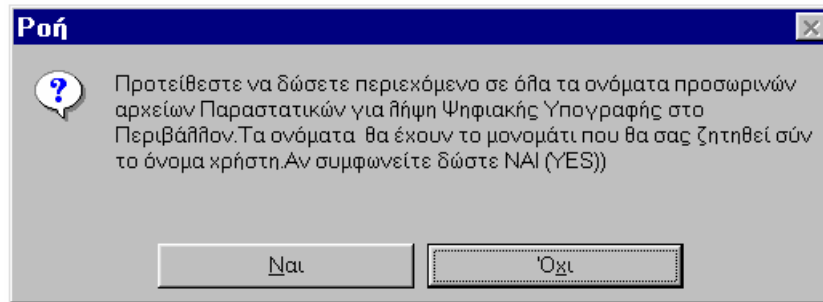 Ροή
Προτείθεστε να δώσετε περιεχόμενο σε όλα τα ονόματα προσωρινών
αρχείων Παραστατικών για λήψη Ψηφιακής Υπογραφής στο
Περιβάλλον.Τα ονόματα θα έχουν το μονομάτι που θα σας ζητηθεί σύν
το όνομα χρήστη.Αν συμφωνείτε δώστε ΝΑΙ (YES))
Ναι
Όχι